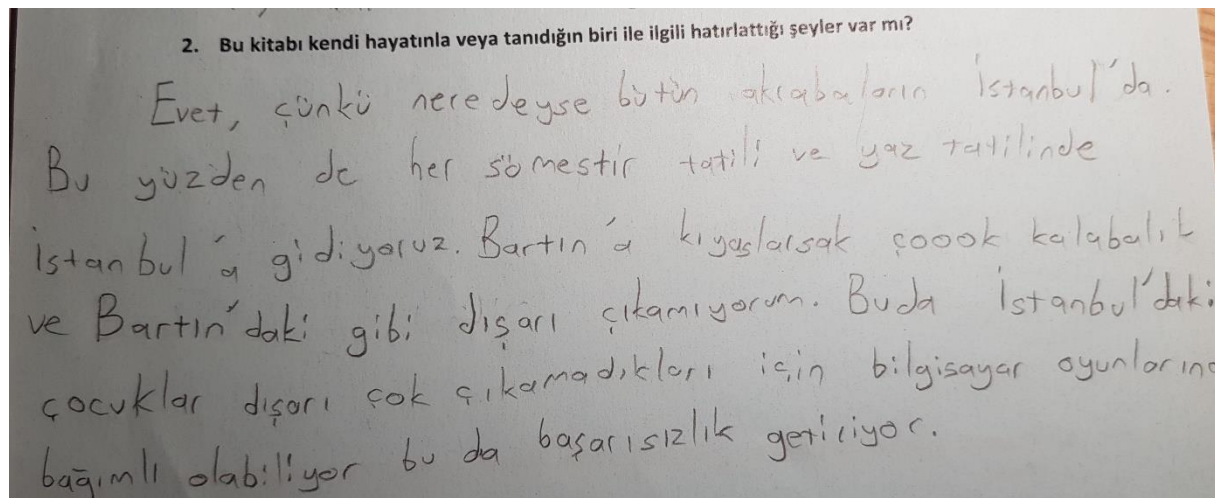 2. Bu kitabı kendi hayatınla veya tanıdığın biri ile ilgili hatırlattığı şeyler var mı?
Evet, çünkü neredeyse bütün akrabaların İstanbul'da.
Bu yüzden de her sömestir tatili ve yaz tatilinde
İstanbul'a gidiyoruz. Bartın'a kıyaslarsak çoook kalabalık
ve Bartın'daki gibi dışarı çıkamıyorum. Buda İstanbul'daki
çocuklar dışarı çok çıkamadıkları için bilgisayar oyunlarına
bağımlı olabiliyor bu da başarısızlık getiriyor.